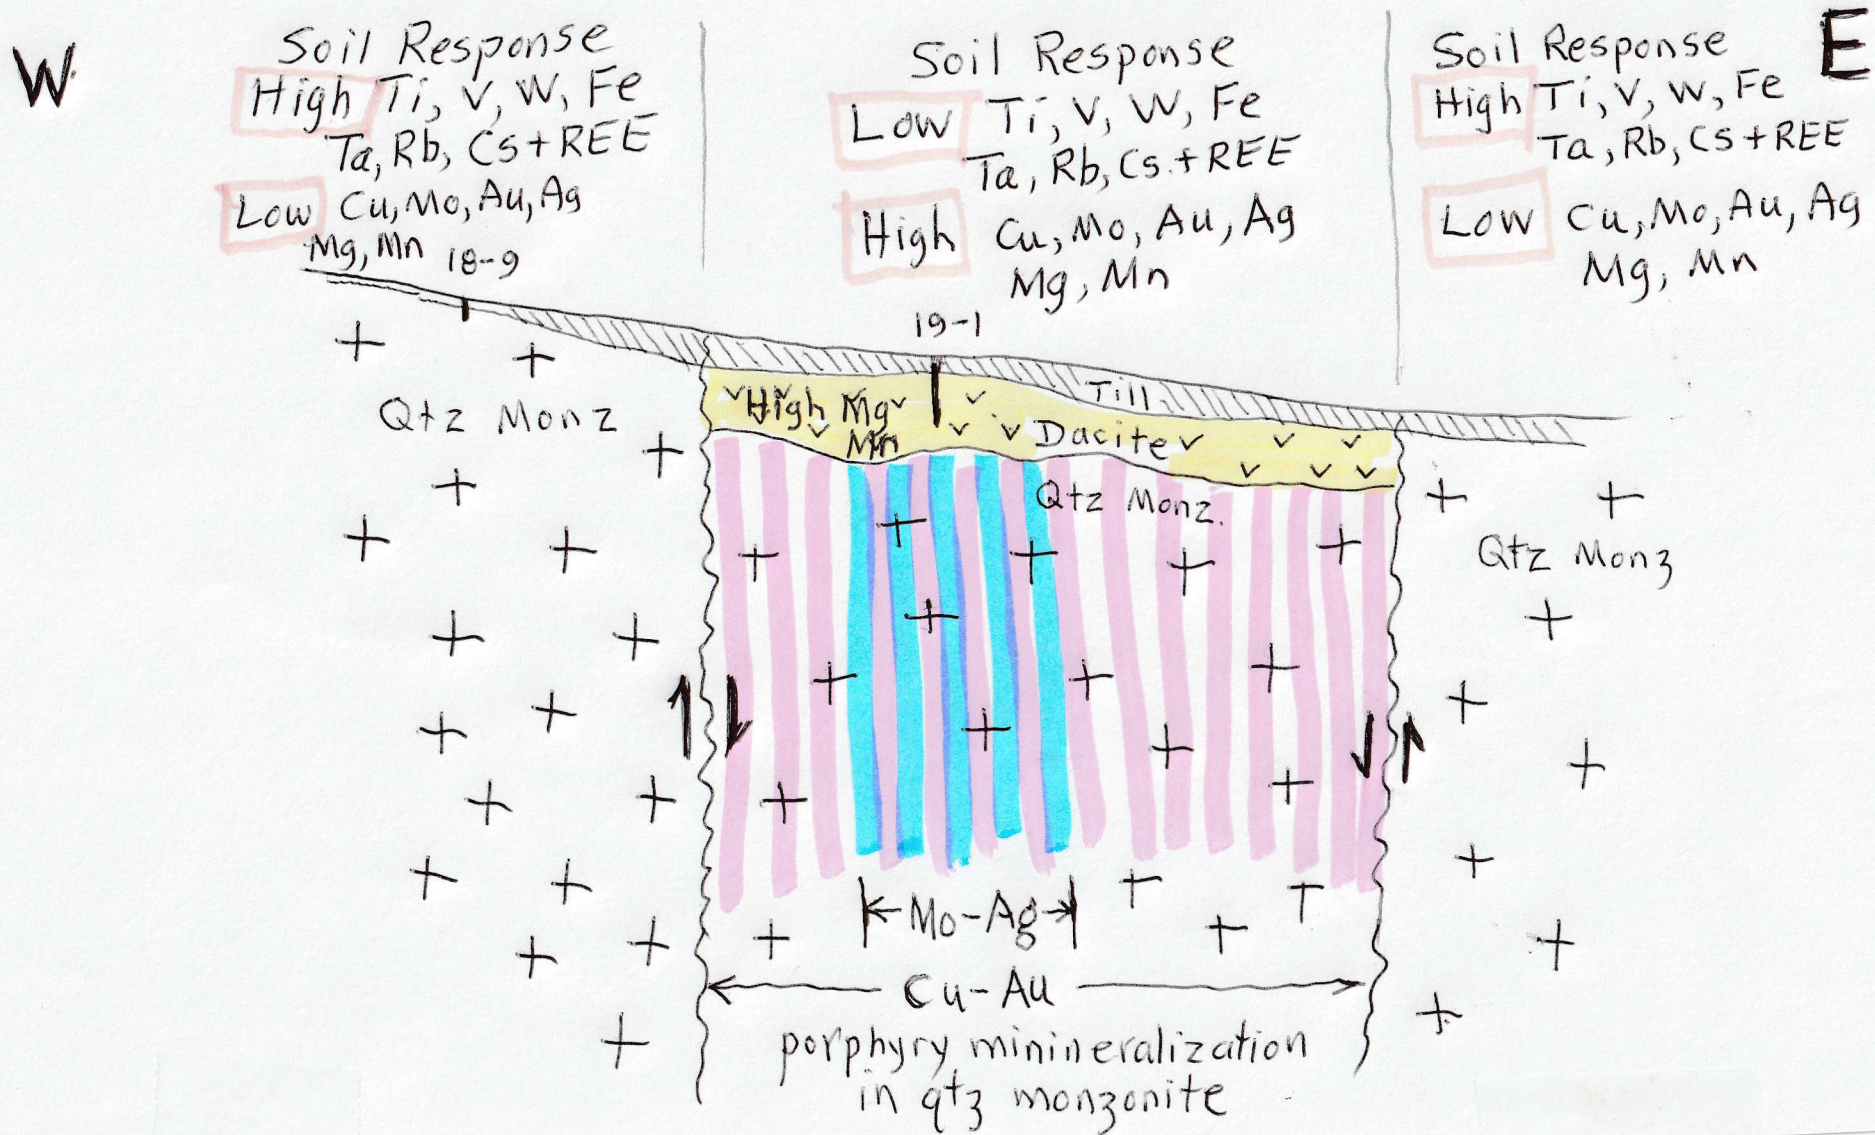 W
Soil Response
High Ti, V, W, Fe
Ta, Rb, Cs + REE
Low Cu, Mo, Au, Ag
Mg, Mn
18-9
Soil Response
Low Ti, V, W, Fe
Ta, Rb, Cs + REE
High Cu, Mo, Au, Ag
Mg, Mn
19-1
E
Soil Response
High Ti, V, W, Fe
Ta, Rb, Cs + REE
Low Cu, Mo, Au, Ag
Mg, Mn
Till
High Mg
Mn
Dacite
Qtz Monz
Qtz Monz.
Qtz Monz
Mo-Ag
Cu-Au
porphyry minineralization
in qtz monzonite